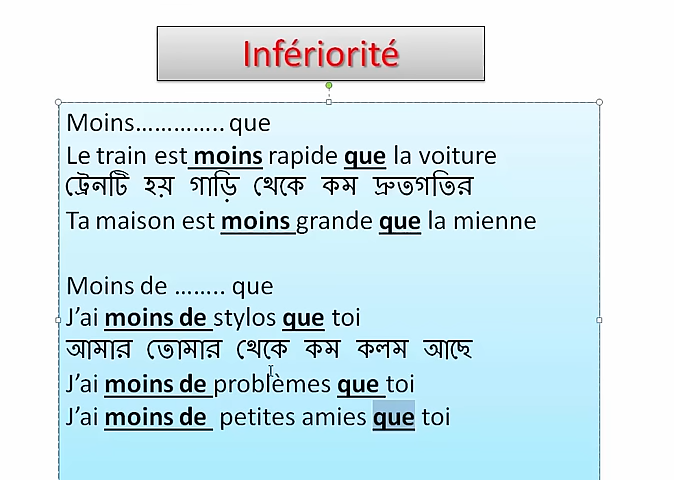 Infériorité
Moins………….. que
Le train est moins rapide que la voiture
ট্রেনটি হয় গাড়ি থেকে কম দ্রুতগতির
Ta maison est moins grande que la mienne
Moins de …….. que
J’ai moins de stylos que toi
আমার তোমার থেকে কম কলম আছে
J’ai moins de problèmes que toi
J’ai moins de petites amies que toi